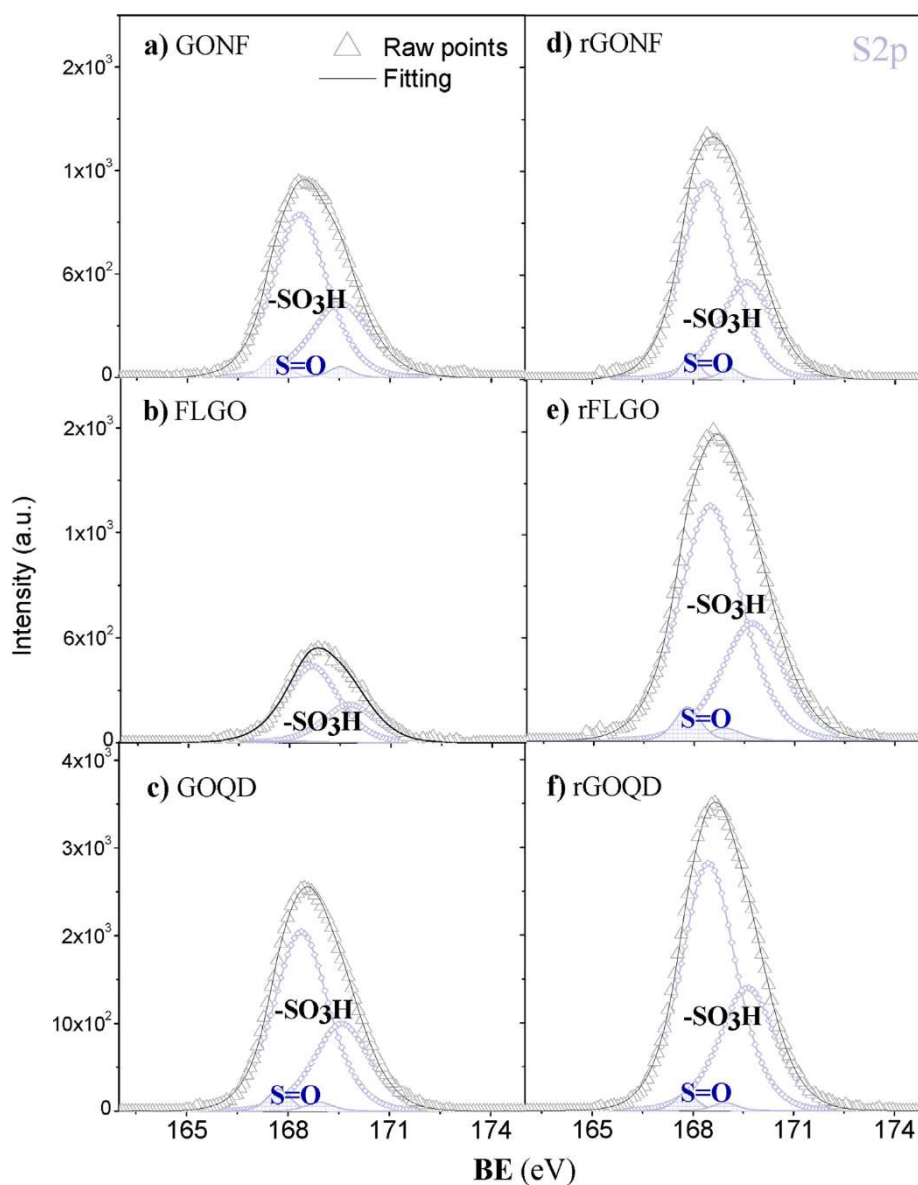 a) GONF
Raw points
Fitting
d) rGONF
S2p
2x10³
1x10³
6x10²
0
-SO₃H
S=O
-SO₃H
S=O
b) FLGO
e) rFLGO
2x10³
1x10³
6x10²
0
-SO₃H
-SO₃H
S=O
c) GOQD
f) rGOQD
4x10³
3x10³
2x10³
10x10²
0
-SO₃H
S=O
-SO₃H
S=O
165 168 171 174 165 168 171 174
Intensity (a.u.)
BE (eV)